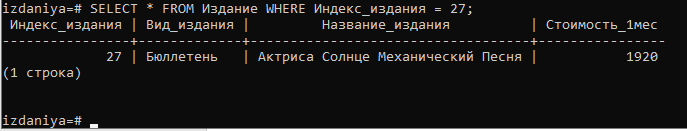 izdaniya=# SELECT * FROM Издание WHERE Индекс_издания = 27;
Индекс_издания | Вид_издания | Название_издания | Стоимость_1мес
----------------+-------------+-----------------------------------+----------------
27 | Бюллетень | Актриса Солнце Механический Песня | 1920
(1 строка)
izdaniya=# _